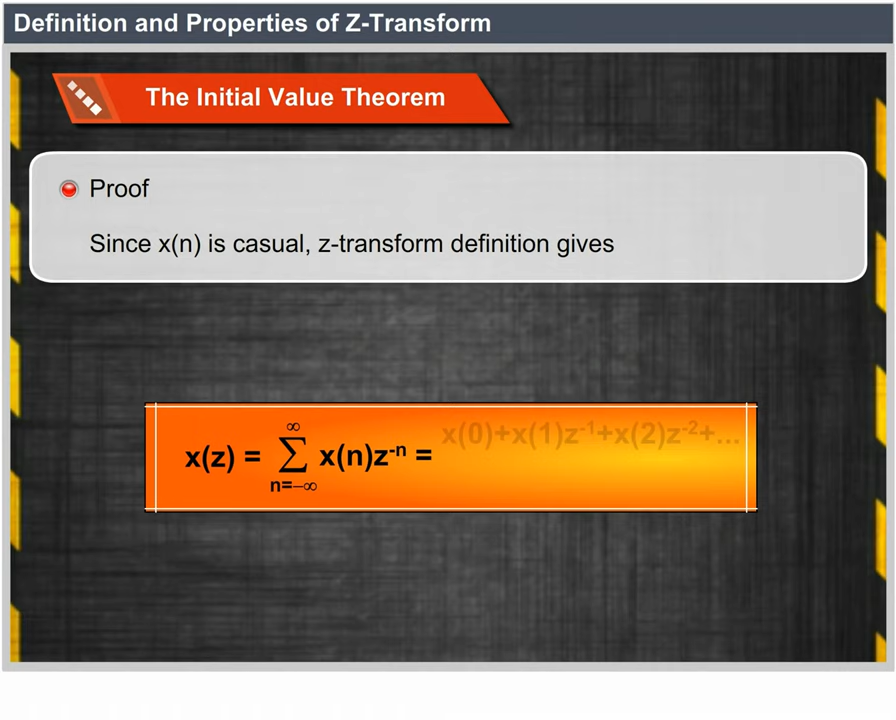 Definition and Properties of Z-Transform
The Initial Value Theorem
Proof
Since x(n) is casual, z-transform definition gives
x(z) = ∞ ∑ n=−∞ x(n)z⁻ⁿ = x(0)+x(1)z⁻¹+x(2)z⁻²+...